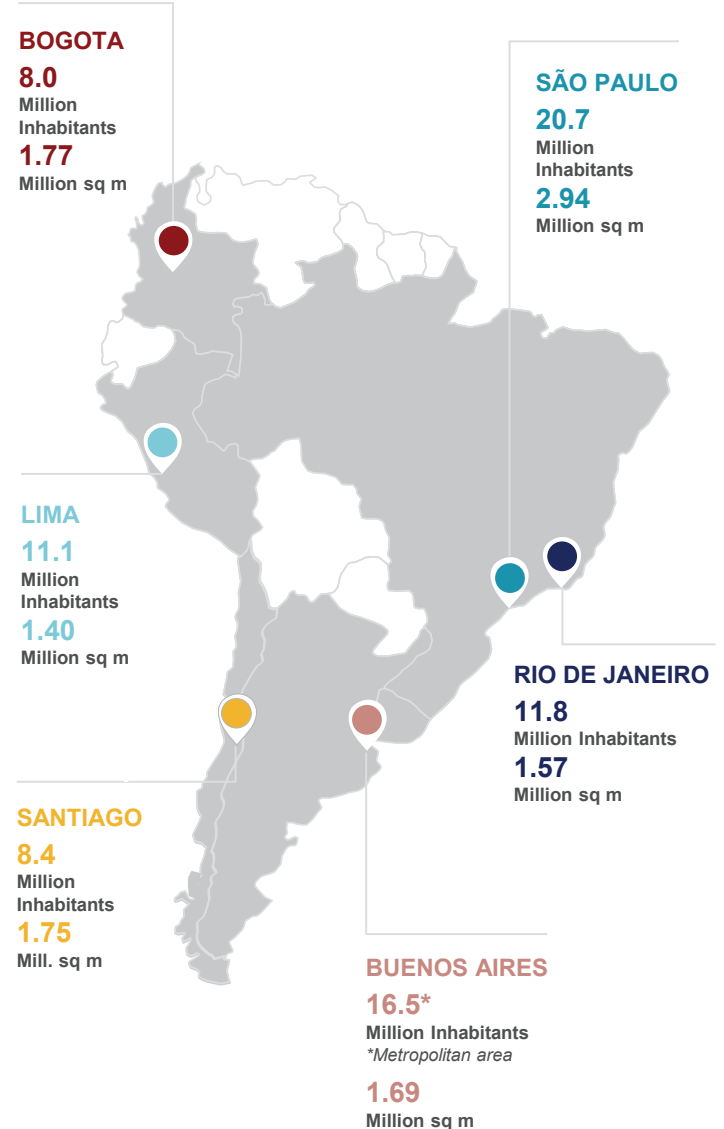 BOGOTA
8.0
Million
Inhabitants
1.77
Million sq m
SÃO PAULO
20.7
Million
Inhabitants
2.94
Million sq m
LIMA
11.1
Million
Inhabitants
1.40
Million sq m
RIO DE JANEIRO
11.8
Million Inhabitants
1.57
Million sq m
SANTIAGO
8.4
Million
Inhabitants
1.75
Mill. sq m
BUENOS AIRES
16.5*
Million Inhabitants
*Metropolitan area
1.69
Million sq m